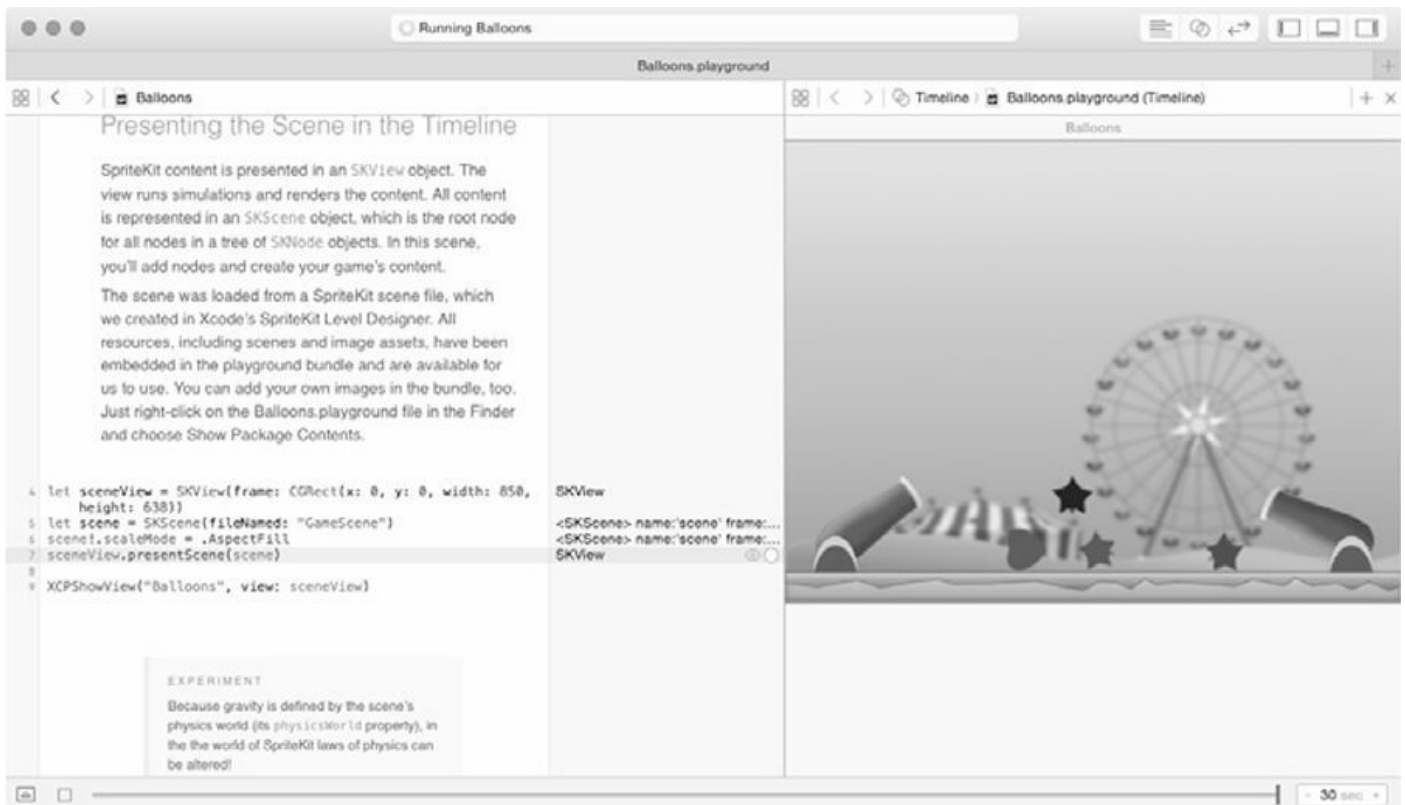 Running Balloons
Balloons.playground
Balloons
Timeline
Balloons.playground (Timeline)
Presenting the Scene in the Timeline
SpriteKit content is presented in an SKView object. The
view runs simulations and renders the content. All content
is represented in an SKScene object, which is the root node
for all nodes in a tree of SKNode objects. In this scene,
you'll add nodes and create your game's content.
The scene was loaded from a SpriteKit scene file, which
we created in Xcode's SpriteKit Level Designer. All
resources, including scenes and image assets, have been
embedded in the playground bundle and are available for
us to use. You can add your own images in the bundle, too.
Just right-click on the Balloons.playground file in the Finder
and choose Show Package Contents.
4 let sceneView = SKView(frame: CGRect(x: 0, y: 0, width: 850,
height: 638))
5 let scene = SKScene(fileNamed: "GameScene")
6 scene!.scaleMode = .AspectFill
7 sceneView.presentScene(scene)
8
9 XCPShowView("Balloons", view: sceneView)
SKView
<SKScene> name:'scene' frame:...
<SKScene> name:'scene' frame:...
SKView
EXPERIMENT
Because gravity is defined by the scene's
physics world (its physicsWorld property), in
the the world of SpriteKit laws of physics can
be altered!
Balloons
- 30 sec +